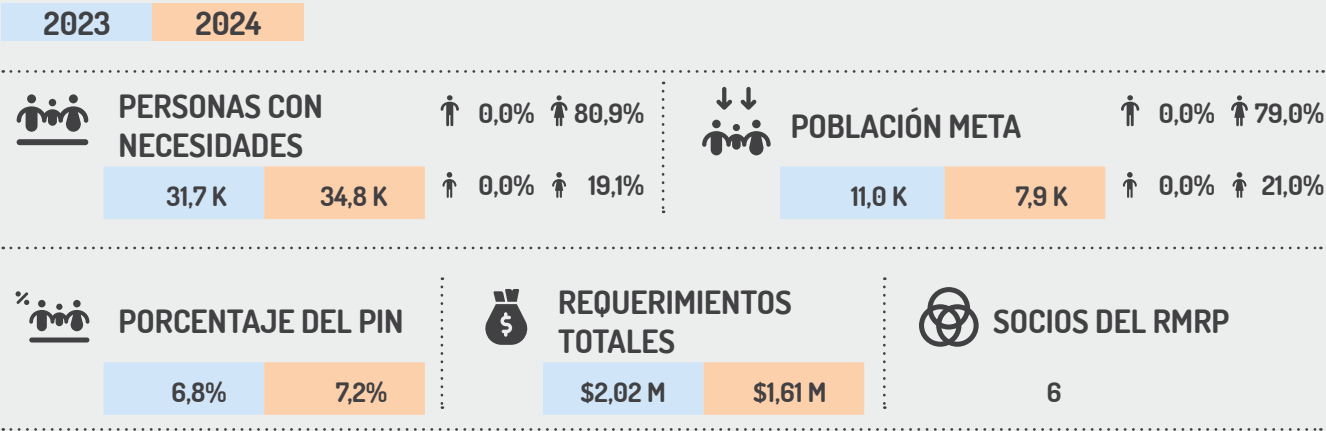 2023 2024
PERSONAS CON
NECESIDADES
0,0% 80,9%
31,7 K 34,8 K
0,0% 19,1%
POBLACIÓN META
0,0% 79,0%
11,0 K 7,9 K
0,0% 21,0%
% PORCENTAJE DEL PIN
6,8% 7,2%
$ REQUERIMIENTOS
TOTALES
$2,02 M $1,61 M
SOCIOS DEL RMRP
6